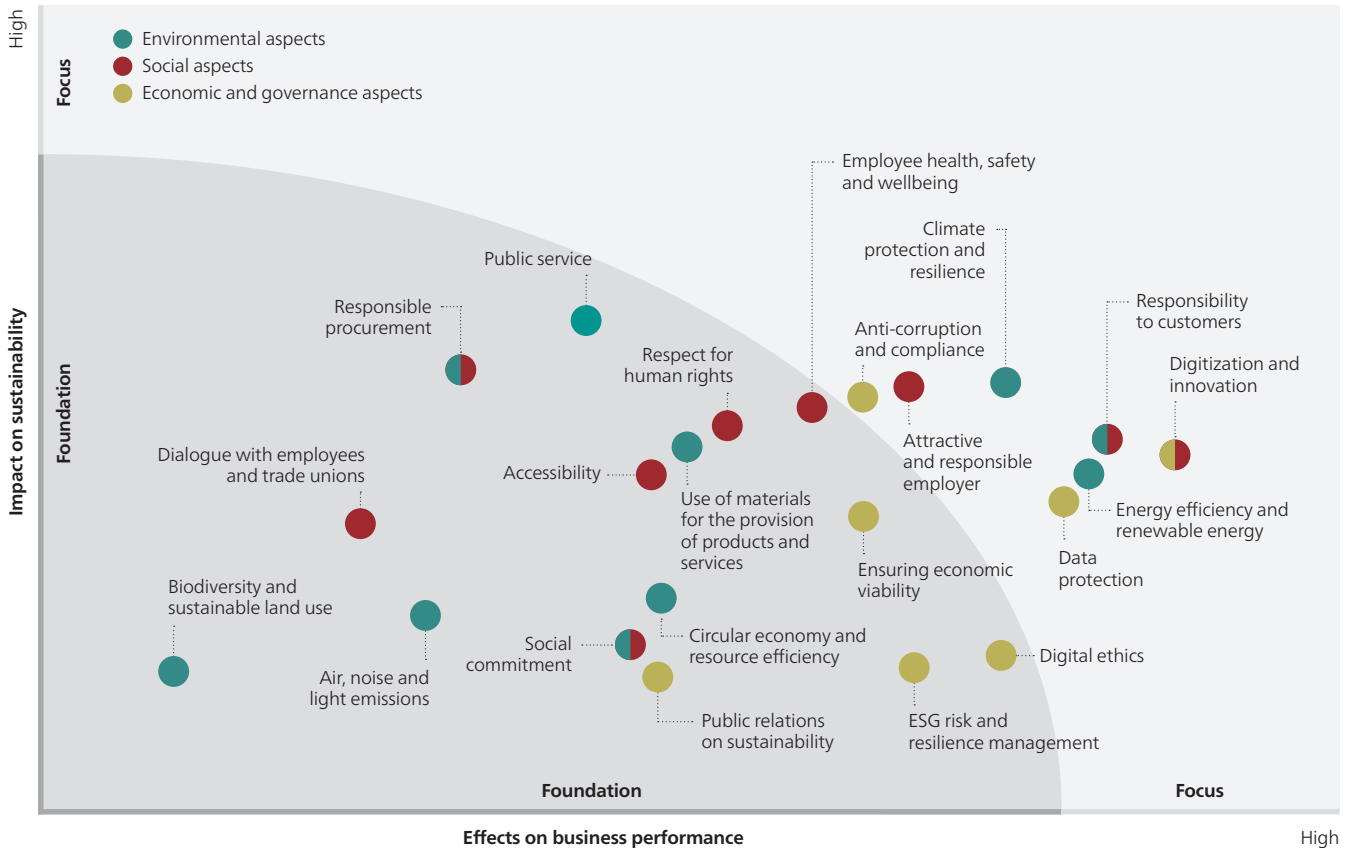 High
Focus
Environmental aspects
Social aspects
Economic and governance aspects
Employee health, safety
and wellbeing
Climate
protection and
resilience
Public service
Responsible
procurement
Responsibility
to customers
Anti-corruption
and compliance
Respect for
human rights
Digitization and
innovation
Impact on sustainability
Foundation
Dialogue with employees
and trade unions
Accessibility
Attractive
and responsible
employer
Use of materials
for the provision
of products and
services
Energy efficiency and
renewable energy
Data
protection
Ensuring economic
viability
Biodiversity and
sustainable land use
Air, noise and
light emissions
Social
commitment
Circular economy and
resource efficiency
Digital ethics
Public relations
on sustainability
ESG risk and
resilience management
Foundation
Focus
Effects on business performance
High